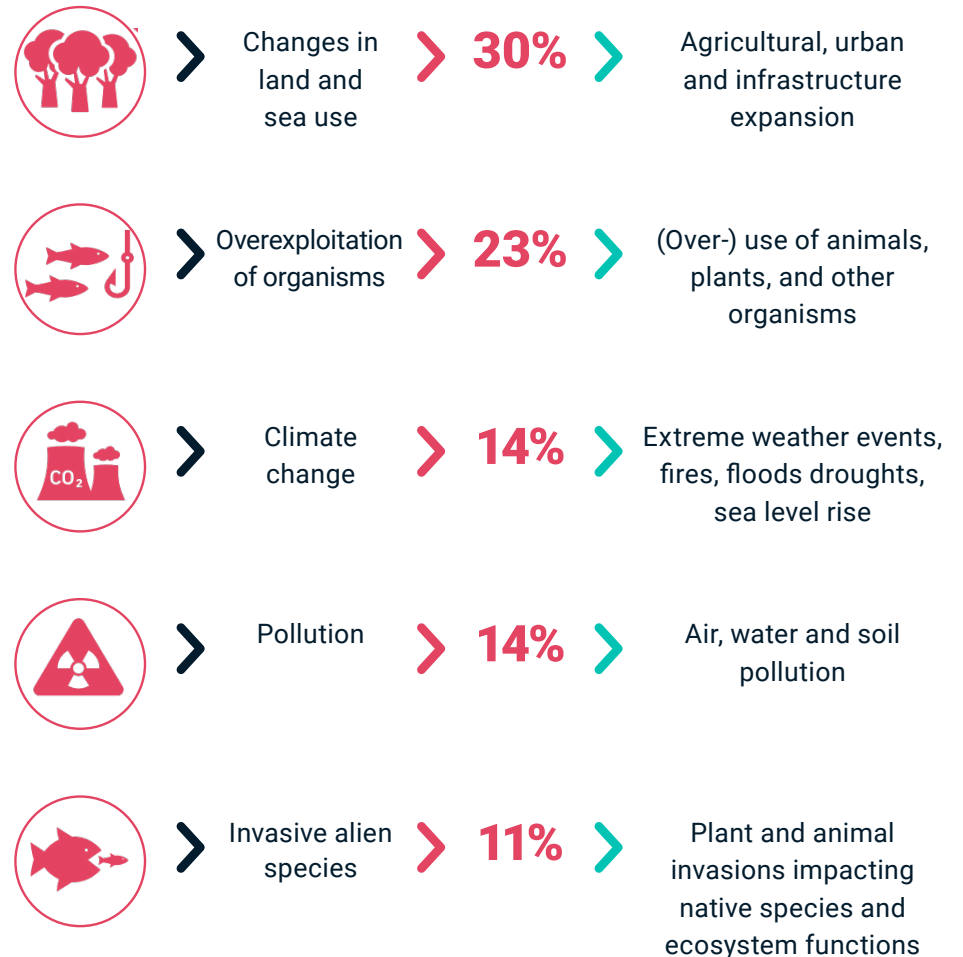 Changes in
land and
sea use
30%
Agricultural, urban
and infrastructure
expansion
Overexploitation
of organisms
23%
(Over-) use of animals,
plants, and other
organisms
CO₂
Climate
change
14%
Extreme weather events,
fires, floods droughts,
sea level rise
Pollution
14%
Air, water and soil
pollution
Invasive alien
species
11%
Plant and animal
invasions impacting
native species and
ecosystem functions